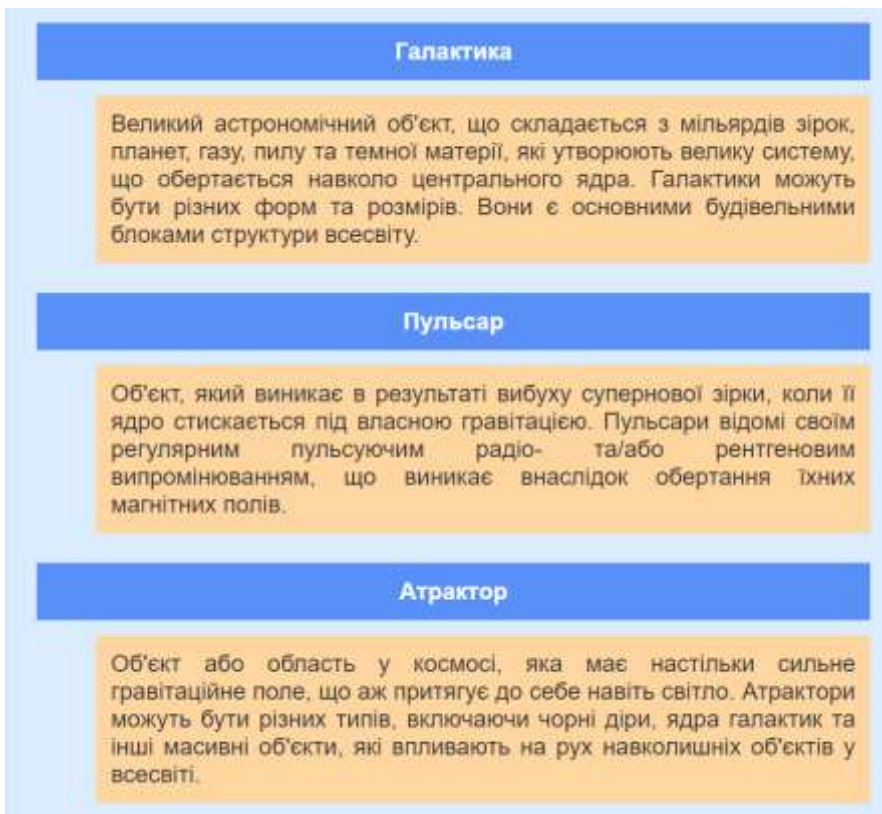 Галактика
Великий астрономічний об'єкт, що складається з мільярдів зірок,
планет, газу, пилу та темної матерії, які утворюють велику систему,
що обертається навколо центрального ядра. Галактики можуть
бути різних форм та розмірів. Вони є основними будівельними
блоками структури всесвіту.
Пульсар
Об'єкт, який виникає в результаті вибуху супернової зірки, коли її
ядро стискається під власною гравітацією. Пульсари відомі своїм
регулярним пульсуючим радіо- та/або рентгеновим
випромінюванням, що виникає внаслідок обертання їхних
магнітних полів.
Атрактор
Об'єкт або область у космосі, яка має настільки сильне
гравітаційне поле, що аж притягує до себе навіть світло. Атрактори
можуть бути різних типів, включаючи чорні діри, ядра галактик та
інші масивні об'єкти, які впливають на рух навколишніх об'єктів у
всесвіті.